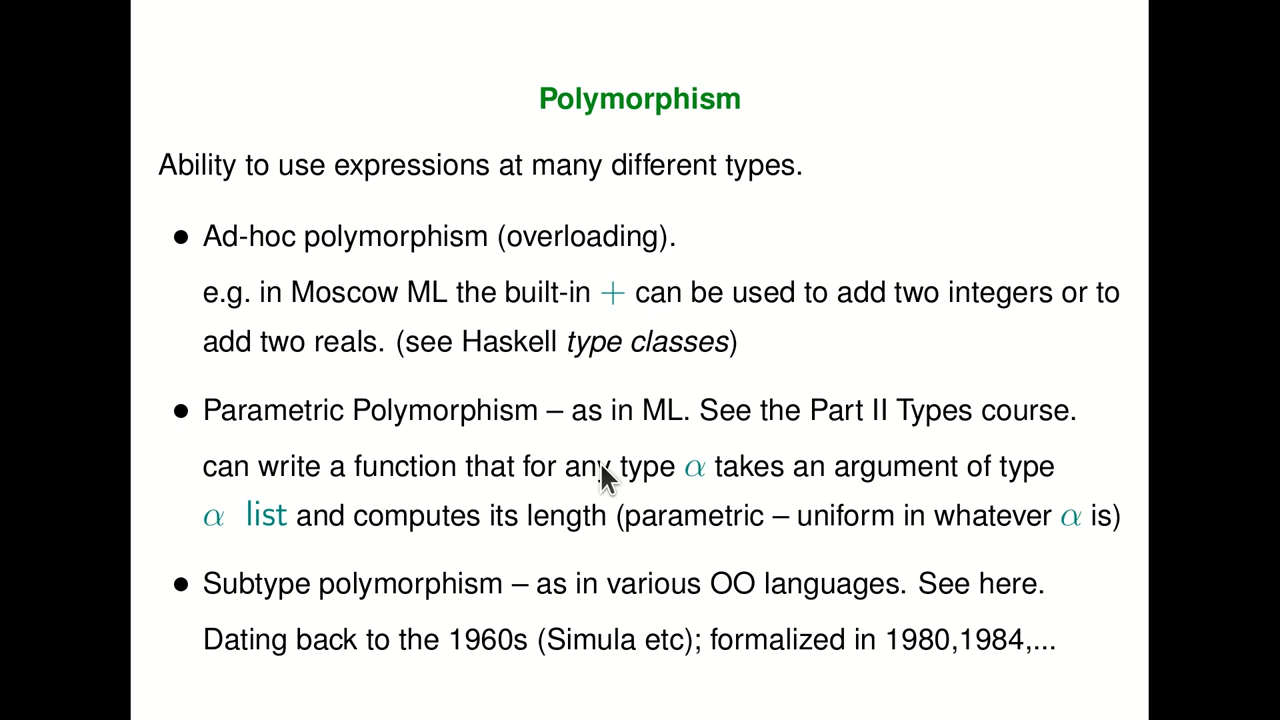 Polymorphism
Ability to use expressions at many different types.
● Ad-hoc polymorphism (overloading).
e.g. in Moscow ML the built-in + can be used to add two integers or to
add two reals. (see Haskell type classes)
● Parametric Polymorphism – as in ML. See the Part II Types course.
can write a function that for any type α takes an argument of type
α list and computes its length (parametric – uniform in whatever α is)
● Subtype polymorphism – as in various OO languages. See here.
Dating back to the 1960s (Simula etc); formalized in 1980,1984,...